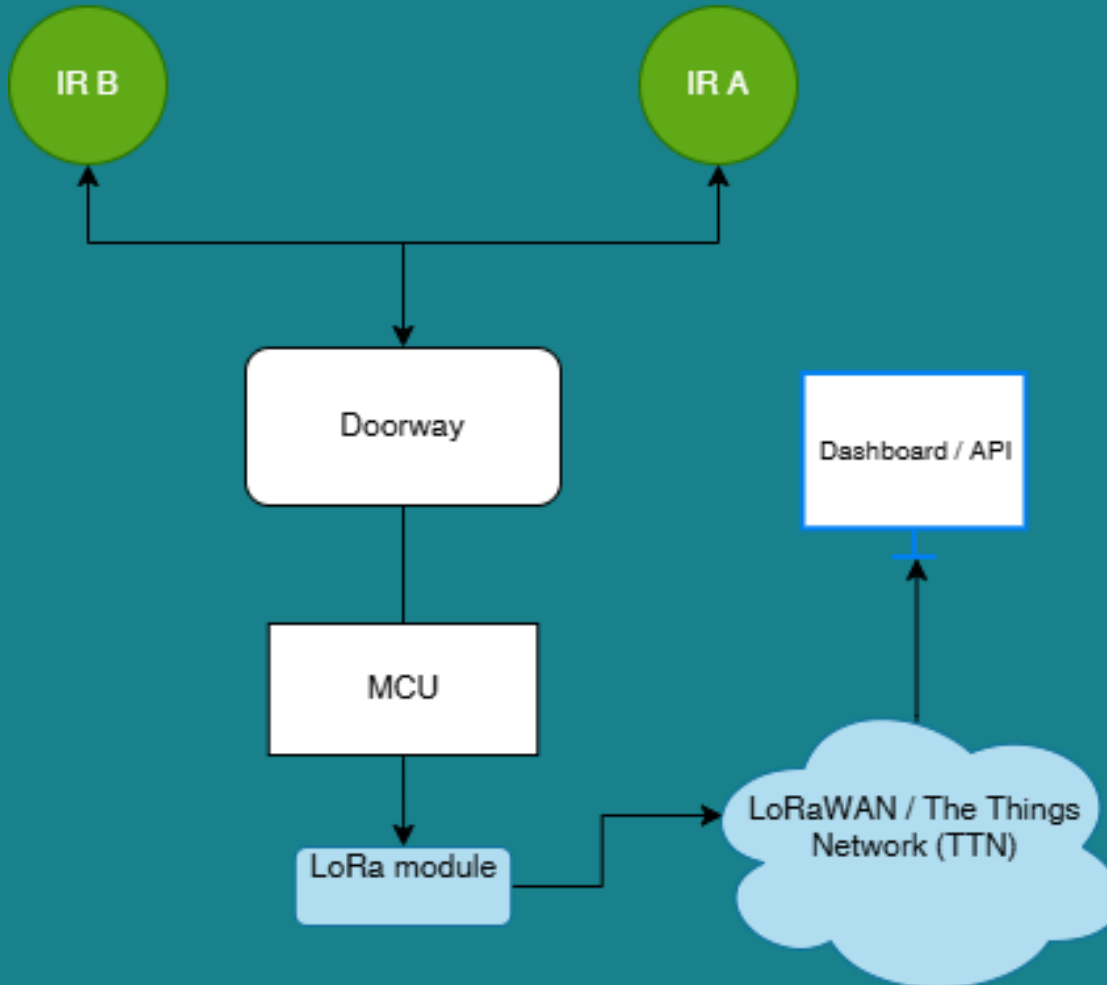 IR B
IR A
Doorway
Dashboard / API
MCU
LoRaWAN / The Things
Network (TTN)
LoRa module